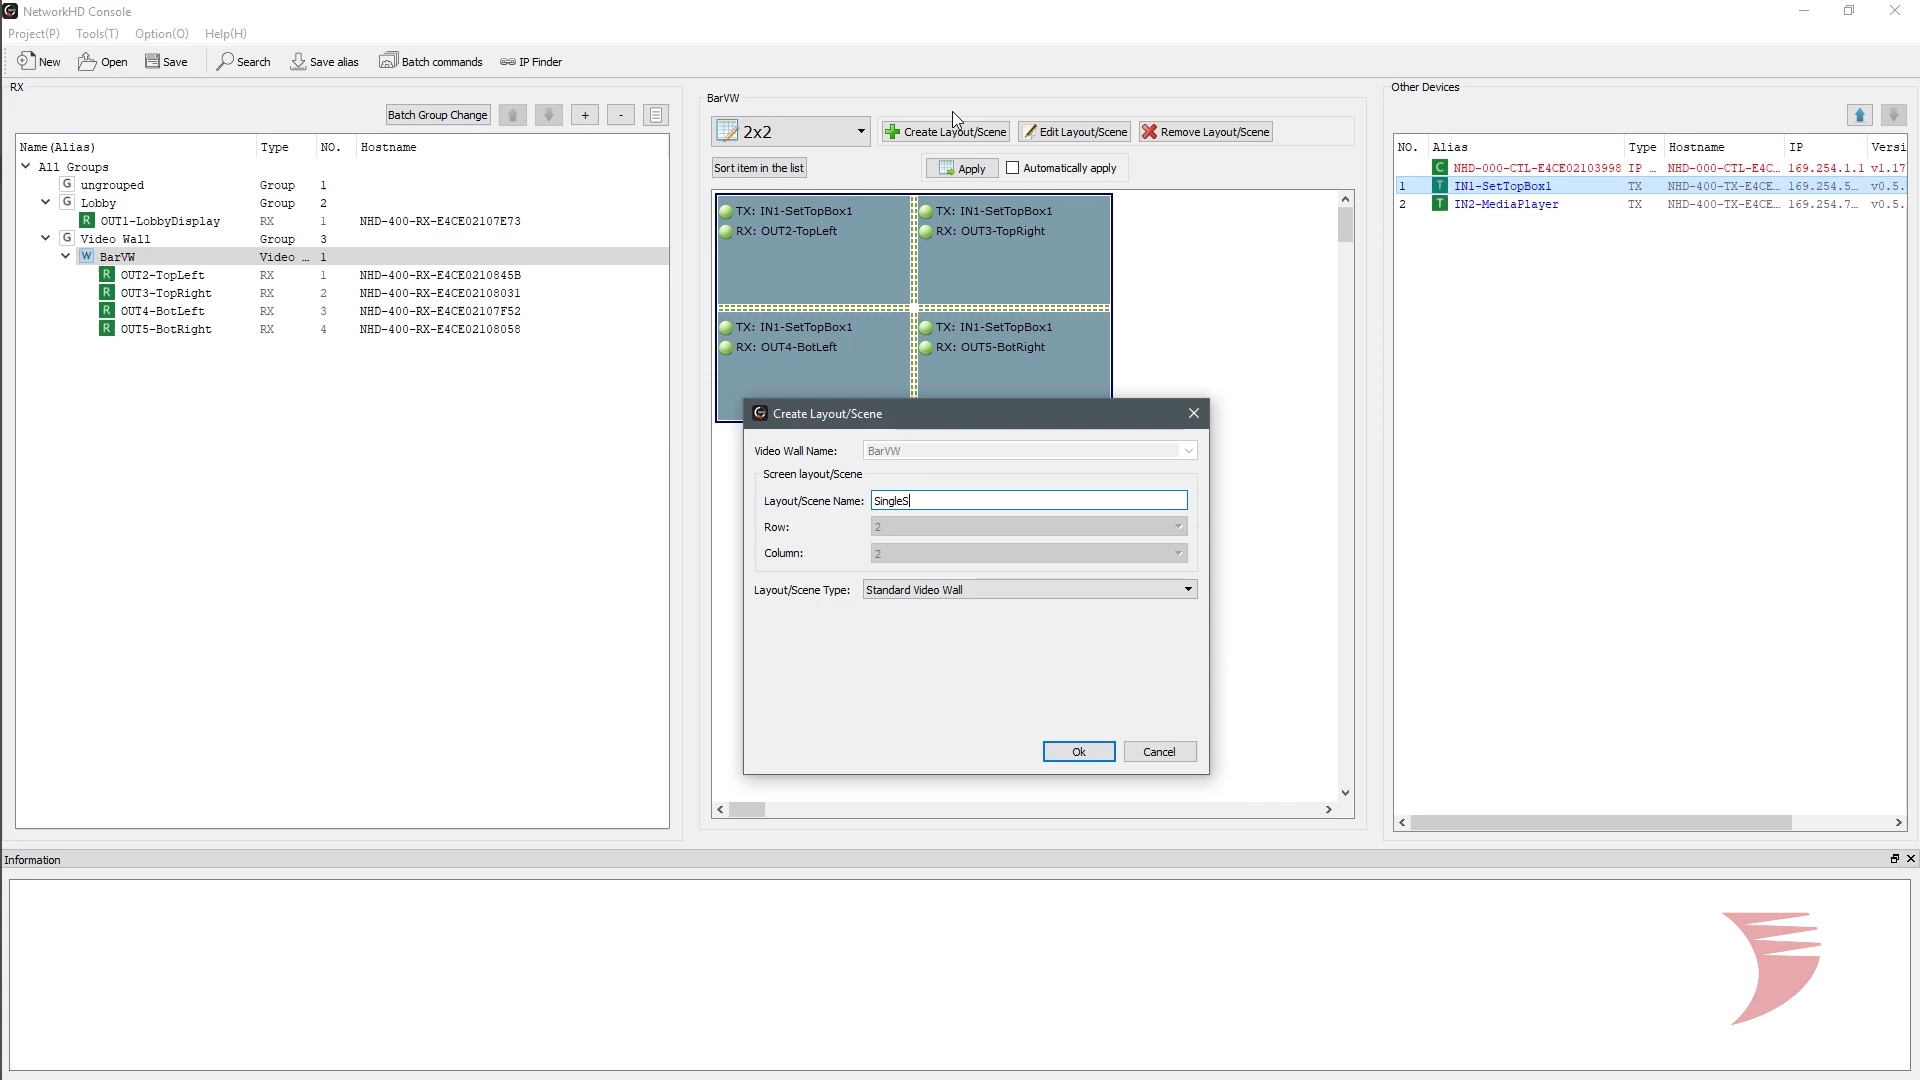 NetworkHD Console
Project(P) Tools(T) Option(O) Help(H)
New Open Save Search Save alias Batch commands IP Finder
RX
Batch Group Change + -
Name(Alias) Type NO. Hostname
All Groups
G ungrouped Group 1
G Lobby Group 2
R OUT1-LobbyDisplay RX 1 NHD-400-RX-E4CE02107E73
G Video Wall Group 3
W BarVW Video … 1
R OUT2-TopLeft RX 1 NHD-400-RX-E4CE0210845B
R OUT3-TopRight RX 2 NHD-400-RX-E4CE02108031
R OUT4-BotLeft RX 3 NHD-400-RX-E4CE02107F52
R OUT5-BotRight RX 4 NHD-400-RX-E4CE02108058
BarVW
2x2 Create Layout/Scene Edit Layout/Scene Remove Layout/Scene
Sort item in the list Apply Automatically apply
TX: IN1-SetTopBox1 TX: IN1-SetTopBox1
RX: OUT2-TopLeft RX: OUT3-TopRight
TX: IN1-SetTopBox1 TX: IN1-SetTopBox1
RX: OUT4-BotLeft RX: OUT5-BotRight
Create Layout/Scene
Video Wall Name: BarVW
Screen layout/Scene
Layout/Scene Name: SingleS
Row: 2
Column: 2
Layout/Scene Type: Standard Video Wall
Ok Cancel
Other Devices
NO. Alias Type Hostname IP Versi
C NHD-000-CTL-E4CE02103998 IP … NHD-000-CTL-E4C… 169.254.1.1 v1.17
1 T IN1-SetTopBox1 TX NHD-400-TX-E4CE… 169.254.5… v0.5.
2 T IN2-MediaPlayer TX NHD-400-TX-E4CE… 169.254.7… v0.5.
Information